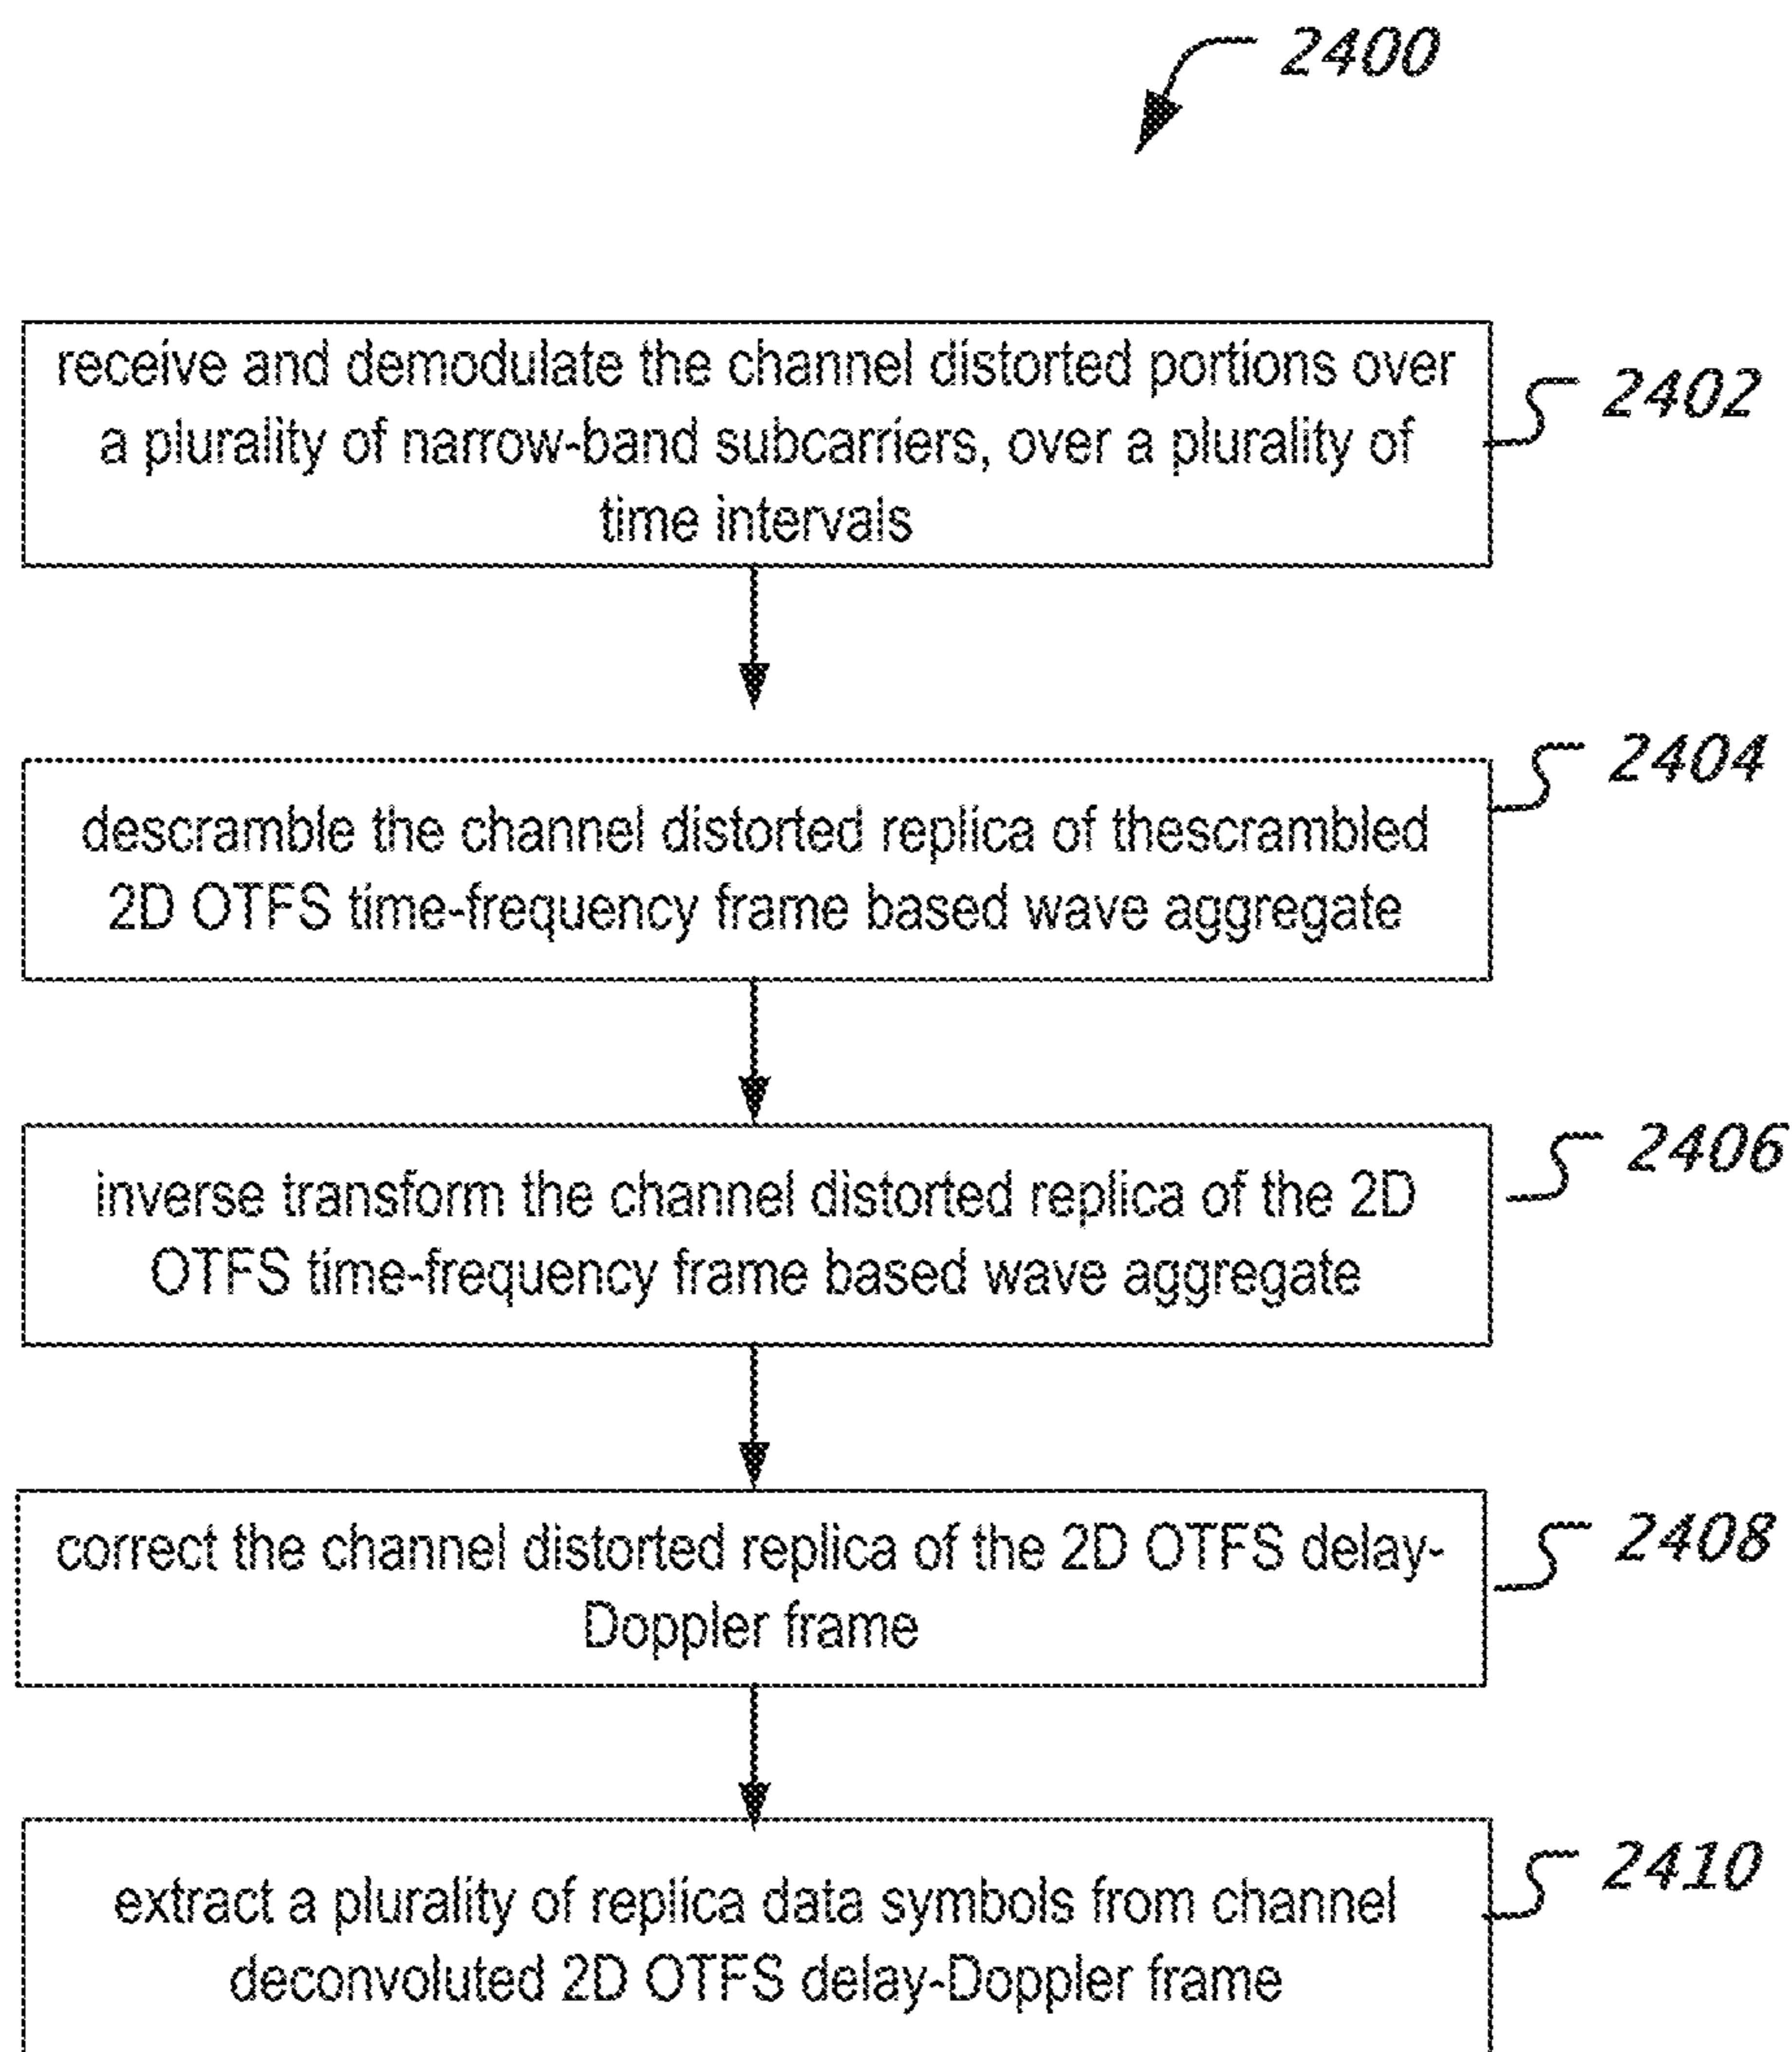 2400
receive and demodulate the channel distorted portions over
a plurality of narrow-band subcarriers, over a plurality of
time intervals
2402
descramble the channel distorted replica of thescrambled
2D OTFS time-frequency frame based wave aggregate
2404
inverse transform the channel distorted replica of the 2D
OTFS time-frequency frame based wave aggregate
2406
correct the channel distorted replica of the 2D OTFS delay-
Doppler frame
2408
extract a plurality of replica data symbols from channel
deconvoluted 2D OTFS delay-Doppler frame
2410